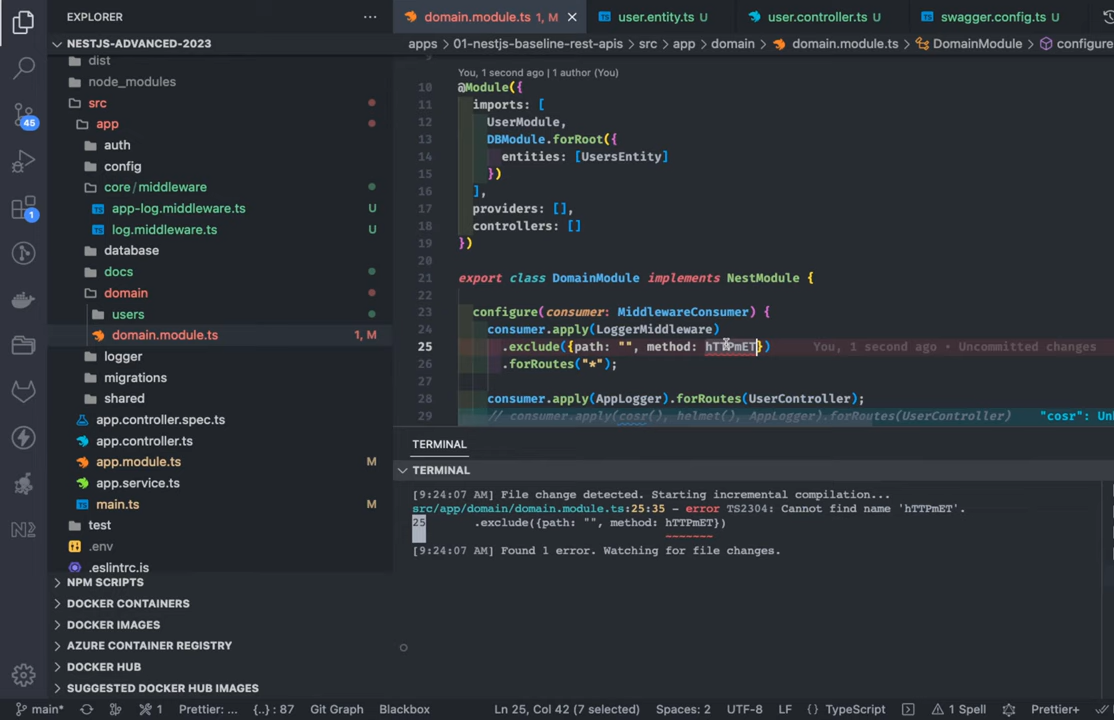 EXPLORER
domain.module.ts 1, M
user.entity.ts U
user.controller.ts U
swagger.config.ts U
NESTJS-ADVANCED-2023
apps > 01-nestjs-baseline-rest-apis > src > app > domain > domain.module.ts > DomainModule > configure
dist
node_modules
src
app
auth
config
core/middleware
app-log.middleware.ts U
log.middleware.ts U
database
docs
domain
users
domain.module.ts 1, M
logger
migrations
shared
app.controller.spec.ts
app.controller.ts
app.module.ts M
app.service.ts
main.ts M
test
.env
.eslintrc.js
NPM SCRIPTS
DOCKER CONTAINERS
DOCKER IMAGES
AZURE CONTAINER REGISTRY
DOCKER HUB
SUGGESTED DOCKER HUB IMAGES
45
1
9
You, 1 second ago | 1 author (You)
10 @Module({
11 imports: [
12 UserModule,
13 DBModule.forRoot({
14 entities: [UsersEntity]
15 })
16 ],
17 providers: [],
18 controllers: []
19 })
20
21 export class DomainModule implements NestModule {
22
23 configure(consumer: MiddlewareConsumer) {
24 consumer.apply(LoggerMiddleware)
25 .exclude({path: "", method: hTTPmET}) You, 1 second ago • Uncommitted changes
26 .forRoutes("*");
27
28 consumer.apply(AppLogger).forRoutes(UserController);
29 // consumer.apply(cosr(), helmet(), AppLogger).forRoutes(UserController) "cosr": Unk
TERMINAL
TERMINAL
[9:24:07 AM] File change detected. Starting incremental compilation...
src/app/domain/domain.module.ts:25:35 - error TS2304: Cannot find name 'hTTPmET'.
25 .exclude({path: "", method: hTTPmET})
~~~~~~~
[9:24:07 AM] Found 1 error. Watching for file changes.
main* 1 Prettier: ... {..} : 87 Git Graph Blackbox Ln 25, Col 42 (7 selected) Spaces: 2 UTF-8 LF {} TypeScript 1 Spell Prettier+